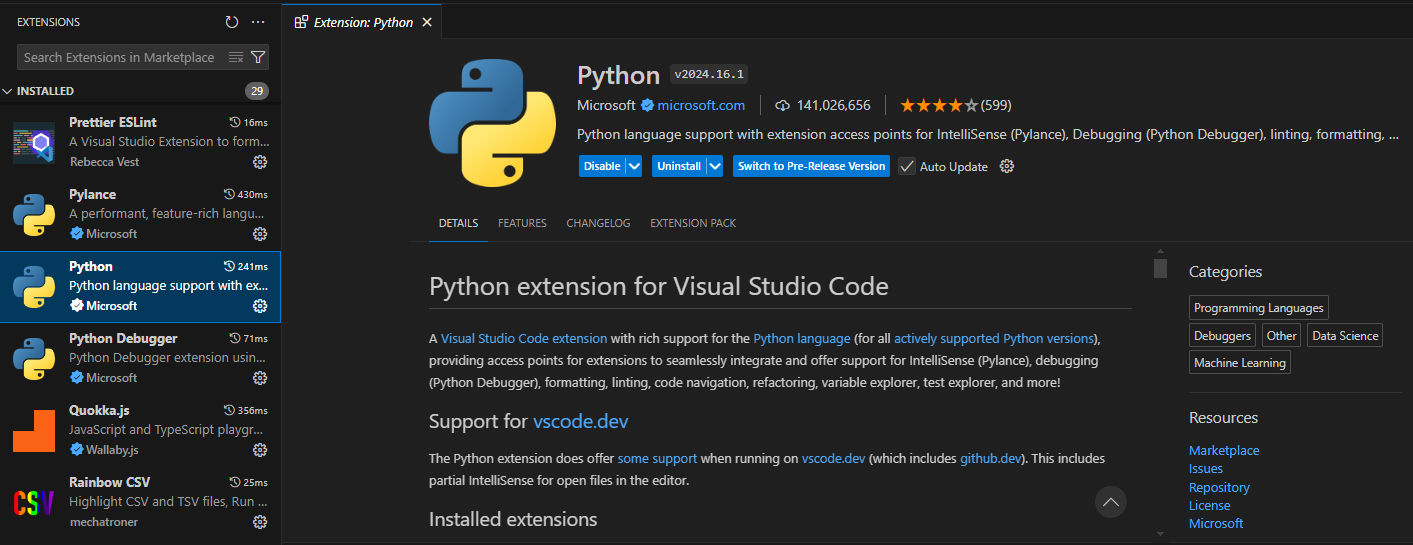 EXTENSIONS
Search Extensions in Marketplace
INSTALLED
29
Prettier ESLint
16ms
A Visual Studio Extension to form...
Rebecca Vest
Pylance
430ms
A performant, feature-rich langu...
Microsoft
Python
241ms
Python language support with ex...
Microsoft
Python Debugger
71ms
Python Debugger extension usin...
Microsoft
Quokka.js
356ms
JavaScript and TypeScript playgr...
Wallaby.js
CSV
Rainbow CSV
25ms
Highlight CSV and TSV files, Run ...
mechatroner
Extension: Python
Python v2024.16.1
Microsoft microsoft.com 141,026,656 (599)
Python language support with extension access points for IntelliSense (Pylance), Debugging (Python Debugger), linting, formatting, ...
Disable Uninstall Switch to Pre-Release Version Auto Update
DETAILS FEATURES CHANGELOG EXTENSION PACK
Python extension for Visual Studio Code
A Visual Studio Code extension with rich support for the Python language (for all actively supported Python versions),
providing access points for extensions to seamlessly integrate and offer support for IntelliSense (Pylance), debugging
(Python Debugger), formatting, linting, code navigation, refactoring, variable explorer, test explorer, and more!
Support for vscode.dev
The Python extension does offer some support when running on vscode.dev (which includes github.dev). This includes
partial IntelliSense for open files in the editor.
Installed extensions
Categories
Programming Languages
Debuggers Other Data Science
Machine Learning
Resources
Marketplace
Issues
Repository
License
Microsoft